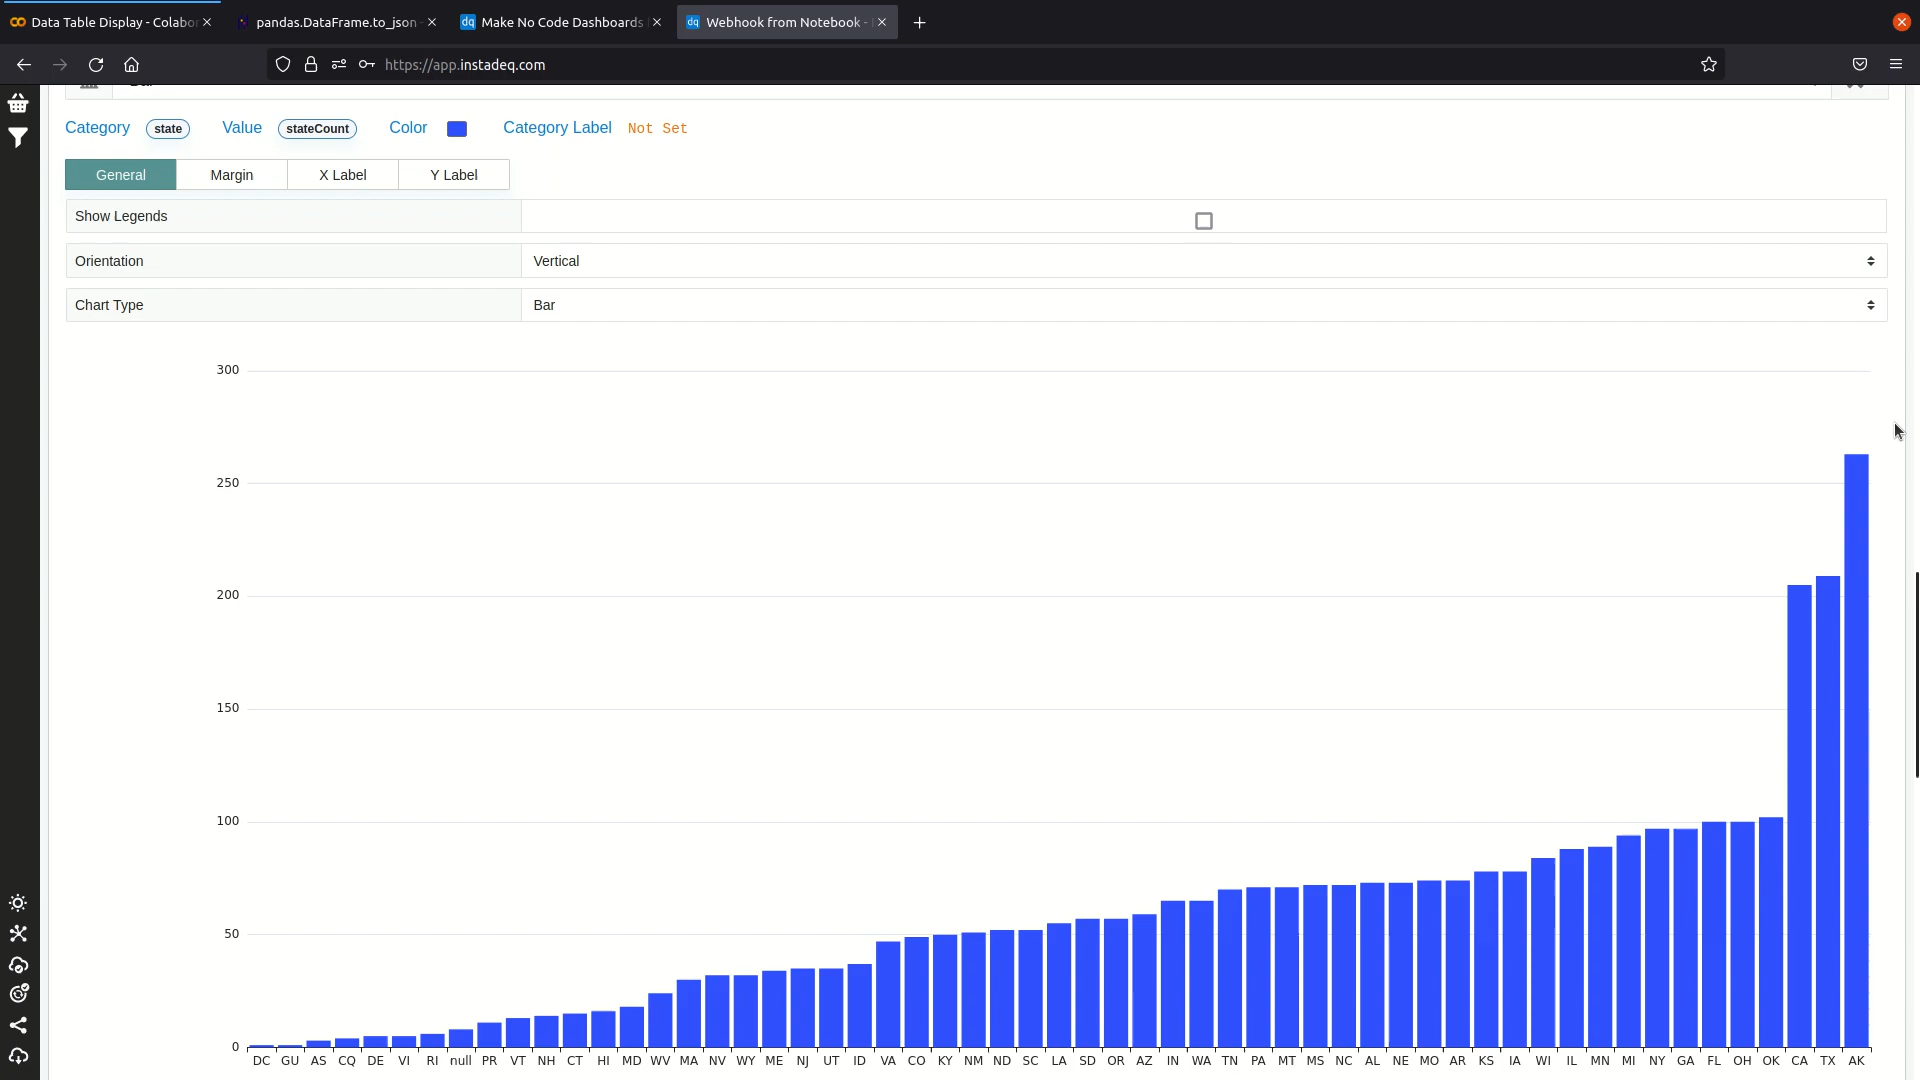 Data Table Display - Colabor
pandas.DataFrame.to_json -
dq Make No Code Dashboards
dq Webhook from Notebook -
https://app.instadeq.com
Category state Value stateCount Color Category Label Not Set
General Margin X Label Y Label
Show Legends
Orientation Vertical
Chart Type Bar
300
250
200
150
100
50
0
DC GU AS CQ DE VI RI null PR VT NH CT HI MD WV MA NV WY ME NJ UT ID VA CO KY NM ND SC LA SD OR AZ IN WA TN PA MT MS NC AL NE MO AR KS IA WI IL MN MI NY GA FL OH OK CA TX AK